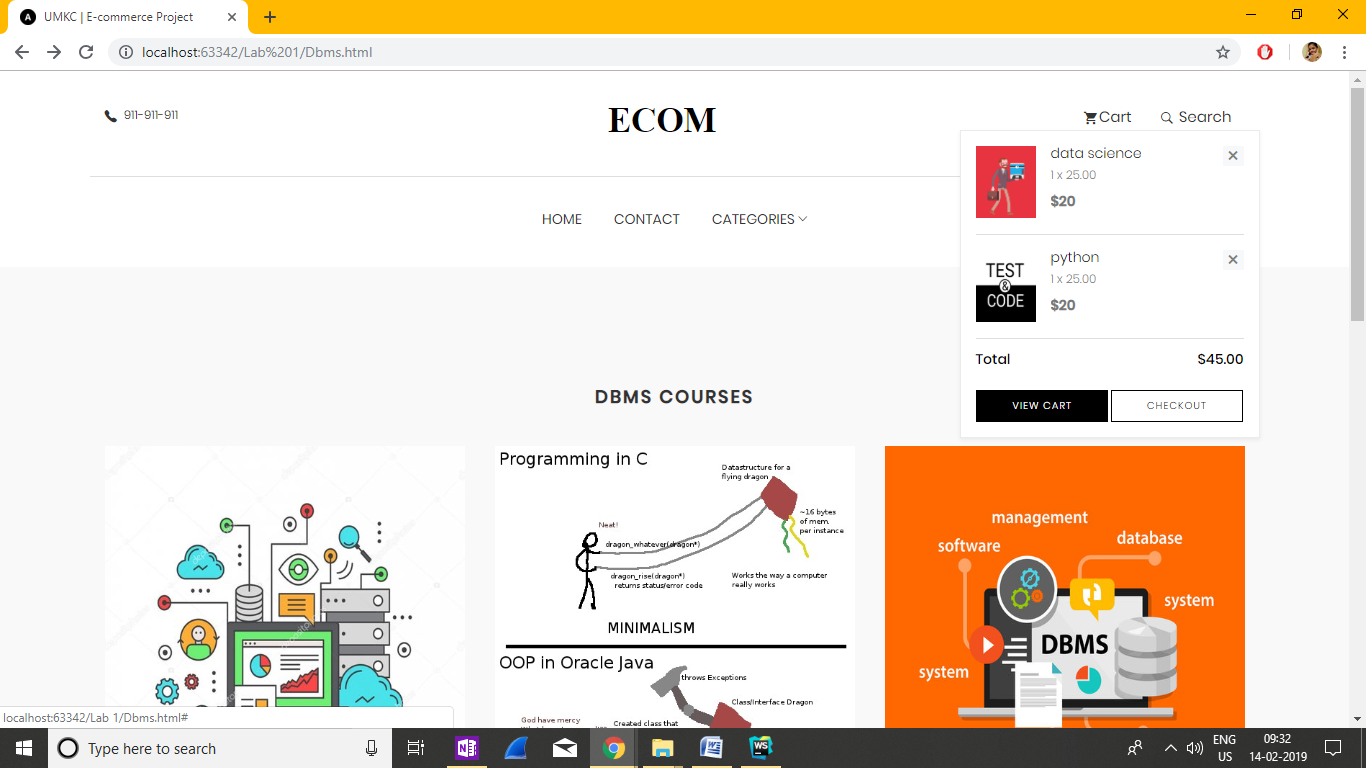 UMKC | E-commerce Project
localhost:63342/Lab%201/Dbms.html
911-911-911
ECOM
Cart
Search
data science
1 x 25.00
$20
python
1 x 25.00
$20
TEST
&
CODE
Total
$45.00
VIEW CART
CHECKOUT
HOME
CONTACT
CATEGORIES
DBMS COURSES
Programming in C
Datastructure for a
flying dragon
~16 bytes
of mem.
per instance
Neat!
dragon_whatever(dragon*)
dragon_rise(dragon*)
returns status/error code
Works the way a computer
really works
MINIMALISM
OOP in Oracle Java
throws Exceptions
Class/Interface Dragon
God have mercy
Created class that
management
software
database
system
DBMS
system
localhost:63342/Lab 1/Dbms.html#
Type here to search
ENG
US
09:32
14-02-2019